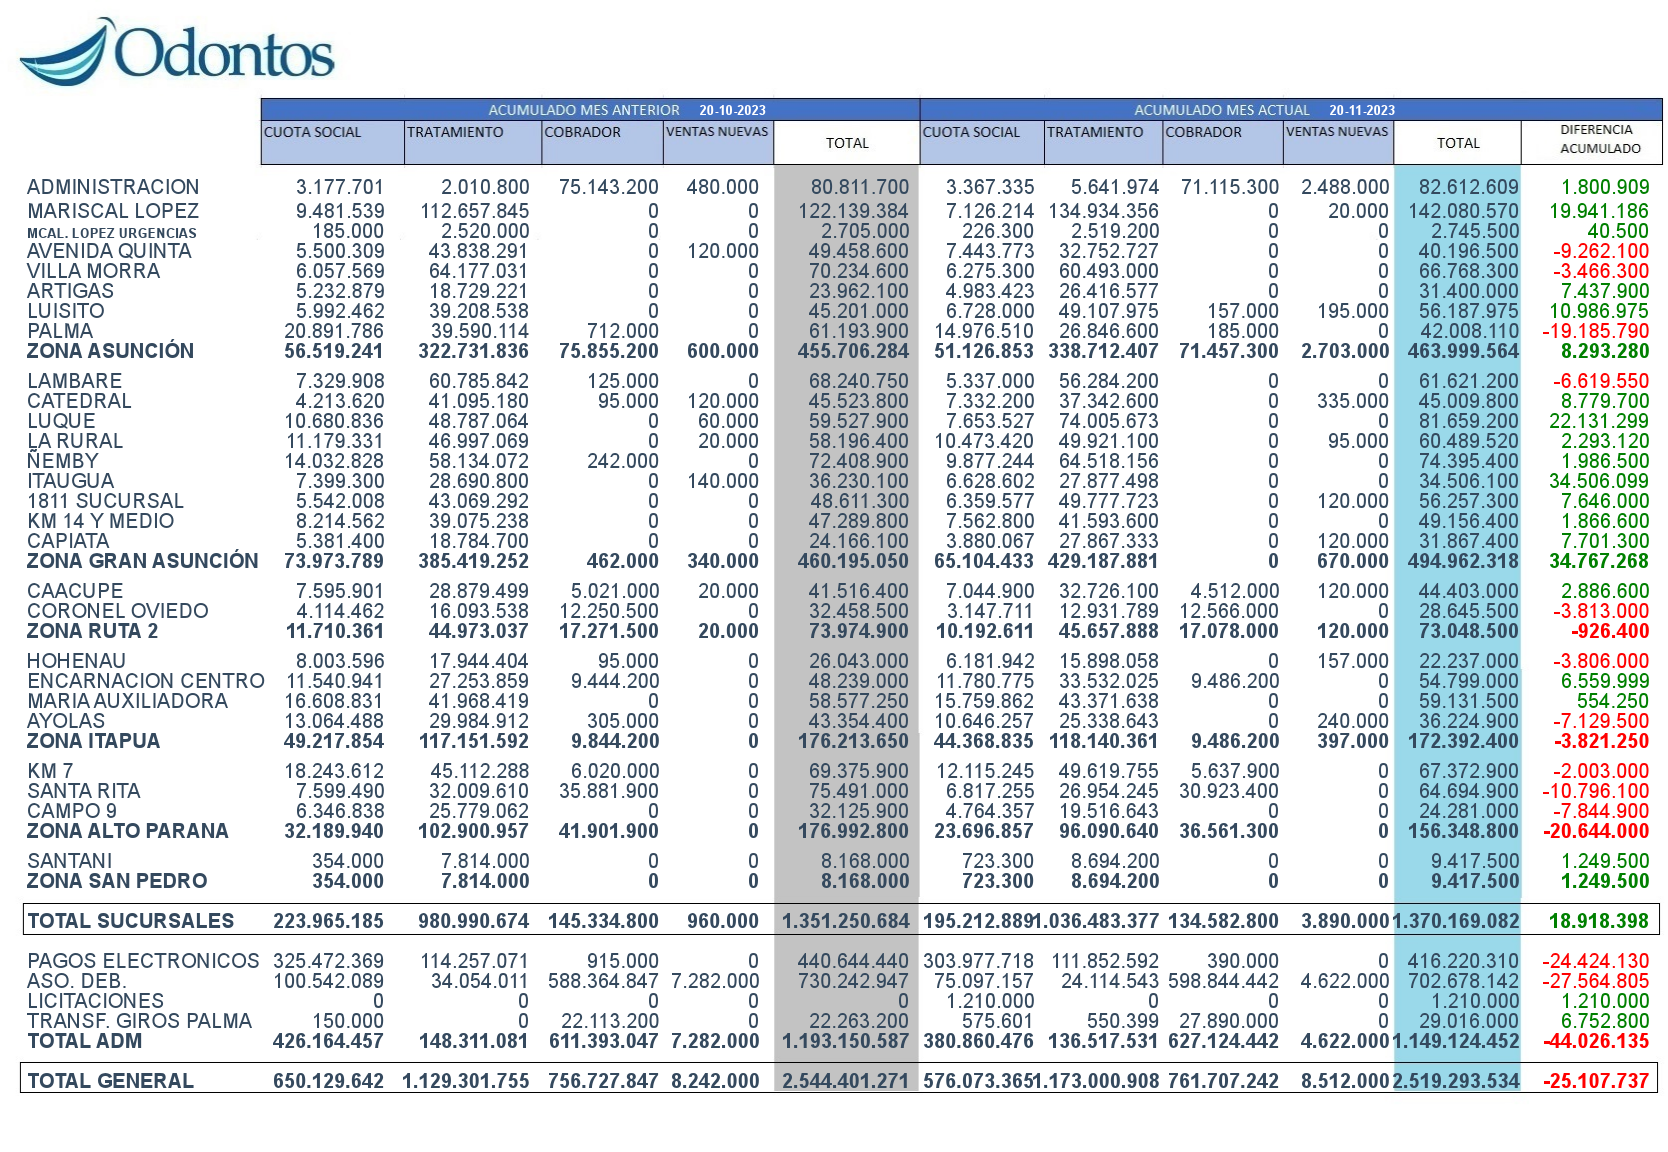 Odontos
ACUMULADO MES ANTERIOR 20-10-2023 ACUMULADO MES ACTUAL 20-11-2023
CUOTA SOCIAL TRATAMIENTO COBRADOR VENTAS NUEVAS TOTAL CUOTA SOCIAL TRATAMIENTO COBRADOR VENTAS NUEVAS TOTAL DIFERENCIA ACUMULADO
ADMINISTRACION 3.177.701 2.010.800 75.143.200 480.000 80.811.700 3.367.335 5.641.974 71.115.300 2.488.000 82.612.609 1.800.909
MARISCAL LOPEZ 9.481.539 112.657.845 0 0 122.139.384 7.126.214 134.934.356 0 20.000 142.080.570 19.941.186
MCAL. LOPEZ URGENCIAS 185.000 2.520.000 0 0 2.705.000 226.300 2.519.200 0 0 2.745.500 40.500
AVENIDA QUINTA 5.500.309 43.838.291 0 120.000 49.458.600 7.443.773 32.752.727 0 0 40.196.500 -9.262.100
VILLA MORRA 6.057.569 64.177.031 0 0 70.234.600 6.275.300 60.493.000 0 0 66.768.300 -3.466.300
ARTIGAS 5.232.879 18.729.221 0 0 23.962.100 4.983.423 26.416.577 0 0 31.400.000 7.437.900
LUISITO 5.992.462 39.208.538 0 0 45.201.000 6.728.000 49.107.975 157.000 195.000 56.187.975 10.986.975
PALMA 20.891.786 39.590.114 712.000 0 61.193.900 14.976.510 26.846.600 185.000 0 42.008.110 -19.185.790
ZONA ASUNCIÓN 56.519.241 322.731.836 75.855.200 600.000 455.706.284 51.126.853 338.712.407 71.457.300 2.703.000 463.999.564 8.293.280
LAMBARE 7.329.908 60.785.842 125.000 0 68.240.750 5.337.000 56.284.200 0 0 61.621.200 -6.619.550
CATEDRAL 4.213.620 41.095.180 95.000 120.000 45.523.800 7.332.200 37.342.600 0 335.000 45.009.800 8.779.700
LUQUE 10.680.836 48.787.064 0 60.000 59.527.900 7.653.527 74.005.673 0 0 81.659.200 22.131.299
LA RURAL 11.179.331 46.997.069 0 20.000 58.196.400 10.473.420 49.921.100 0 95.000 60.489.520 2.293.120
ÑEMBY 14.032.828 58.134.072 242.000 0 72.408.900 9.877.244 64.518.156 0 0 74.395.400 1.986.500
ITAUGUA 7.399.300 28.690.800 0 140.000 36.230.100 6.628.602 27.877.498 0 0 34.506.100 34.506.099
1811 SUCURSAL 5.542.008 43.069.292 0 0 48.611.300 6.359.577 49.777.723 0 120.000 56.257.300 7.646.000
KM 14 Y MEDIO 8.214.562 39.075.238 0 0 47.289.800 7.562.800 41.593.600 0 0 49.156.400 1.866.600
CAPIATA 5.381.400 18.784.700 0 0 24.166.100 3.880.067 27.867.333 0 120.000 31.867.400 7.701.300
ZONA GRAN ASUNCIÓN 73.973.789 385.419.252 462.000 340.000 460.195.050 65.104.433 429.187.881 0 670.000 494.962.318 34.767.268
CAACUPE 7.595.901 28.879.499 5.021.000 20.000 41.516.400 7.044.900 32.726.100 4.512.000 120.000 44.403.000 2.886.600
CORONEL OVIEDO 4.114.462 16.093.538 12.250.500 0 32.458.500 3.147.711 12.931.789 12.566.000 0 28.645.500 -3.813.000
ZONA RUTA 2 11.710.361 44.973.037 17.271.500 20.000 73.974.900 10.192.611 45.657.888 17.078.000 120.000 73.048.500 -926.400
HOHENAU 8.003.596 17.944.404 95.000 0 26.043.000 6.181.942 15.898.058 0 157.000 22.237.000 -3.806.000
ENCARNACION CENTRO 11.540.941 27.253.859 9.444.200 0 48.239.000 11.780.775 33.532.025 9.486.200 0 54.799.000 6.559.999
MARIA AUXILIADORA 16.608.831 41.968.419 0 0 58.577.250 15.759.862 43.371.638 0 0 59.131.500 554.250
AYOLAS 13.064.488 29.984.912 305.000 0 43.354.400 10.646.257 25.338.643 0 240.000 36.224.900 -7.129.500
ZONA ITAPUA 49.217.854 117.151.592 9.844.200 0 176.213.650 44.368.835 118.140.361 9.486.200 397.000 172.392.400 -3.821.250
KM 7 18.243.612 45.112.288 6.020.000 0 69.375.900 12.115.245 49.619.755 5.637.900 0 67.372.900 -2.003.000
SANTA RITA 7.599.490 32.009.610 35.881.900 0 75.491.000 6.817.255 26.954.245 30.923.400 0 64.694.900 -10.796.100
CAMPO 9 6.346.838 25.779.062 0 0 32.125.900 4.764.357 19.516.643 0 0 24.281.000 -7.844.900
ZONA ALTO PARANA 32.189.940 102.900.957 41.901.900 0 176.992.800 23.696.857 96.090.640 36.561.300 0 156.348.800 -20.644.000
SANTANI 354.000 7.814.000 0 0 8.168.000 723.300 8.694.200 0 0 9.417.500 1.249.500
ZONA SAN PEDRO 354.000 7.814.000 0 0 8.168.000 723.300 8.694.200 0 0 9.417.500 1.249.500
TOTAL SUCURSALES 223.965.185 980.990.674 145.334.800 960.000 1.351.250.684 195.212.889 1.036.483.377 134.582.800 3.890.000 1.370.169.082 18.918.398
PAGOS ELECTRONICOS 325.472.369 114.257.071 915.000 0 440.644.440 303.977.718 111.852.592 390.000 0 416.220.310 -24.424.130
ASO. DEB. 100.542.089 34.054.011 588.364.847 7.282.000 730.242.947 75.097.157 24.114.543 598.844.442 4.622.000 702.678.142 -27.564.805
LICITACIONES 0 0 0 0 0 1.210.000 0 0 0 1.210.000 1.210.000
TRANSF. GIROS PALMA 150.000 0 22.113.200 0 22.263.200 575.601 550.399 27.890.000 0 29.016.000 6.752.800
TOTAL ADM 426.164.457 148.311.081 611.393.047 7.282.000 1.193.150.587 380.860.476 136.517.531 627.124.442 4.622.000 1.149.124.452 -44.026.135
TOTAL GENERAL 650.129.642 1.129.301.755 756.727.847 8.242.000 2.544.401.271 576.073.365 1.173.000.908 761.707.242 8.512.000 2.519.293.534 -25.107.737